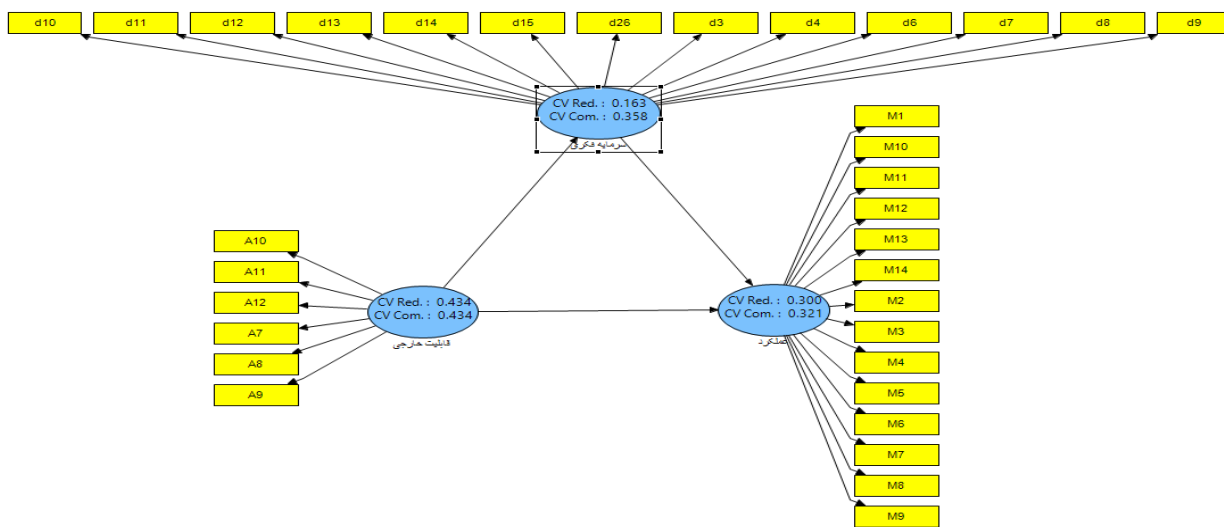 d10 d11 d12 d13 d14 d15 d26 d3 d4 d6 d7 d8 d9
CV Red. : 0.163
CV Com. : 0.358
سرمایه فکری
M1
M10
M11
M12
M13
M14
M2
M3
M4
M5
M6
M7
M8
M9
A10
A11
A12
A7
A8
A9
CV Red. : 0.434
CV Com. : 0.434
قابلیت خارجی
CV Red. : 0.300
CV Com. : 0.321
عملکرد